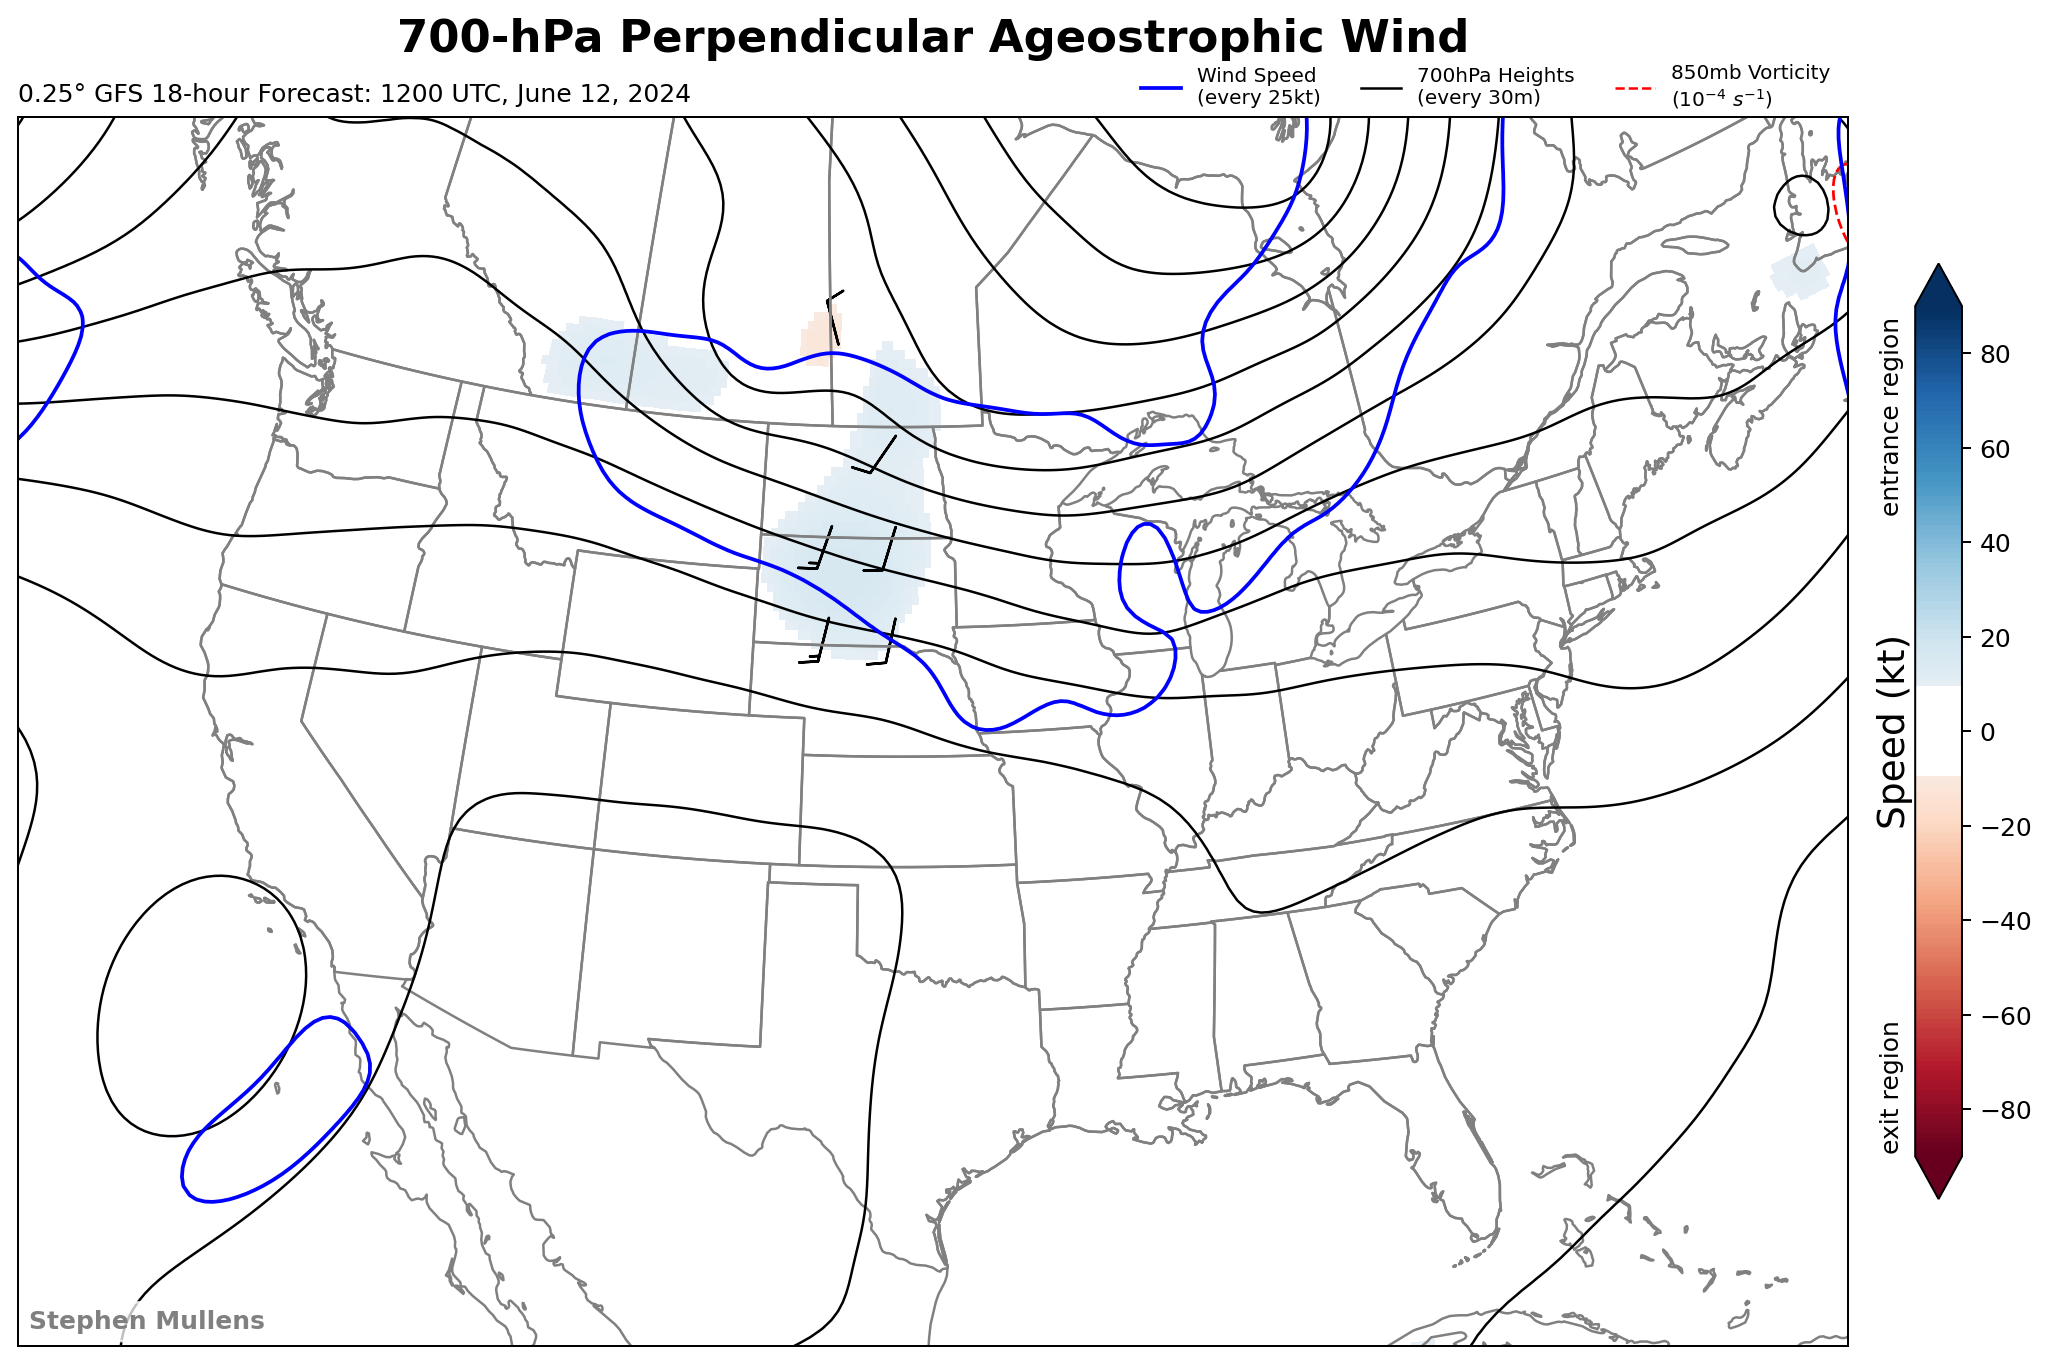 700-hPa Perpendicular Ageostrophic Wind
0.25° GFS 18-hour Forecast: 1200 UTC, June 12, 2024
Wind Speed
(every 25kt)
700hPa Heights
(every 30m)
850mb Vorticity
(10⁻⁴ s⁻¹)
entrance region
Speed (kt)
exit region
80
60
40
20
0
−20
−40
−60
−80
Stephen Mullens